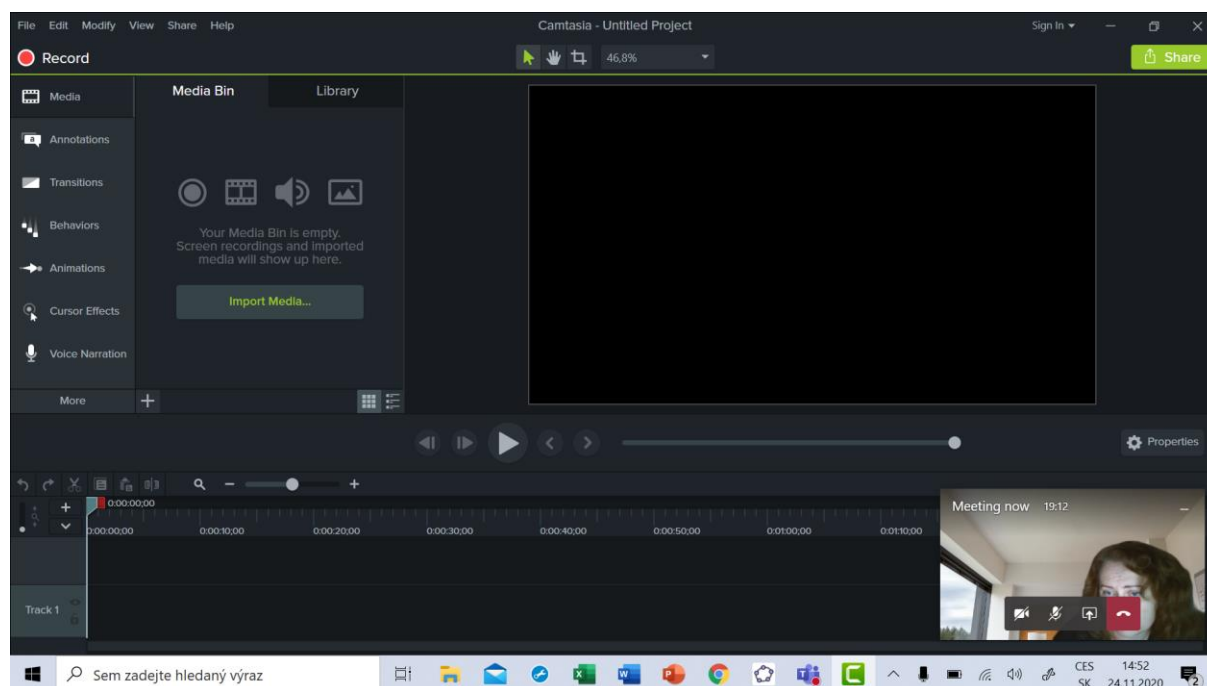 File Edit Modify View Share Help Camtasia - Untitled Project Sign In
Record 46,8% Share
Media Media Bin Library
Annotations
Transitions
Behaviors
Your Media Bin is empty.
Screen recordings and imported
media will show up here.
Animations
Import Media...
Cursor Effects
Voice Narration
More
Properties
0:00:00;00
0:00:00;00 0:00:10;00 0:00:20;00 0:00:30;00 0:00:40;00 0:00:50;00 0:01:00;00 0:01:10;00
Meeting now 19:12
Track 1
Sem zadejte hledaný výraz
CES 14:52
SK 24.11.2020 2